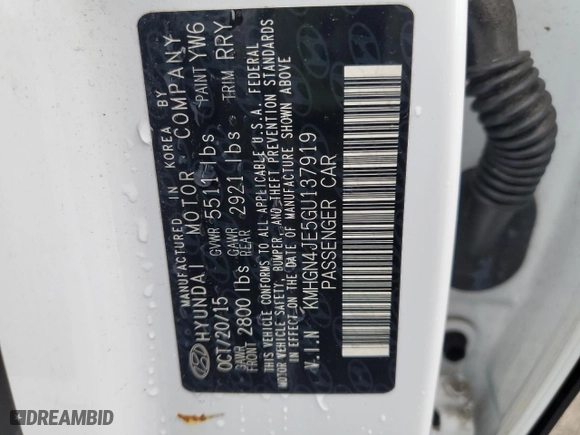 MANUFACTURED IN KOREA BY
HYUNDAI MOTOR COMPANY
OCT/20/15 GVWR 5511 lbs PAINT YW6
GAWR FRONT 2800 lbs GAWR REAR 2921 lbs TRIM RRY
THIS VEHICLE CONFORMS TO ALL APPLICABLE U.S.A. FEDERAL
MOTOR VEHICLE SAFETY, BUMPER, AND THEFT PREVENTION STANDARDS
IN EFFECT ON THE DATE OF MANUFACTURE SHOWN ABOVE
V.I.N KMHGN4JE5GU137919
PASSENGER CAR
DREAMBID